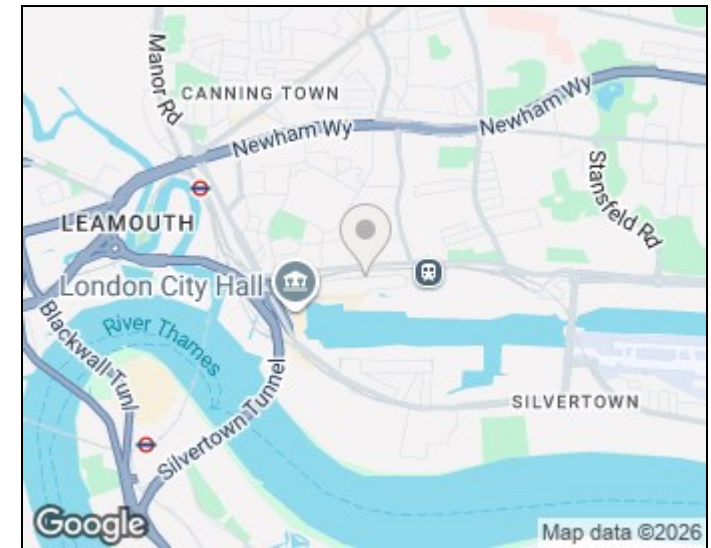 Manor Rd
CANNING TOWN
Newham Wy
Newham Wy
Stansfeld Rd
LEAMOUTH
London City Hall
River Thames
Blackwall Tunl
Silvertown Tunnel
SILVERTOWN
Google
Map data ©2026